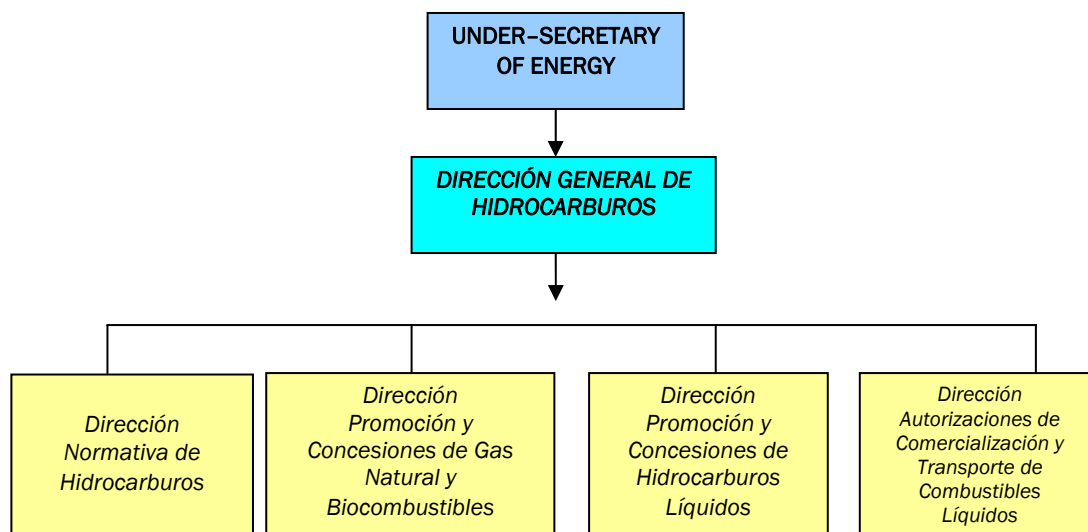 UNDER–SECRETARY
OF ENERGY
DIRECCIÓN GENERAL DE
HIDROCARBUROS
Dirección
Normativa de
Hidrocarburos
Dirección
Promoción y
Concesiones de Gas
Natural y
Biocombustibles
Dirección
Promoción y
Concesiones de
Hidrocarburos
Líquidos
Dirección
Autorizaciones de
Comercialización y
Transporte de
Combustibles
Líquidos